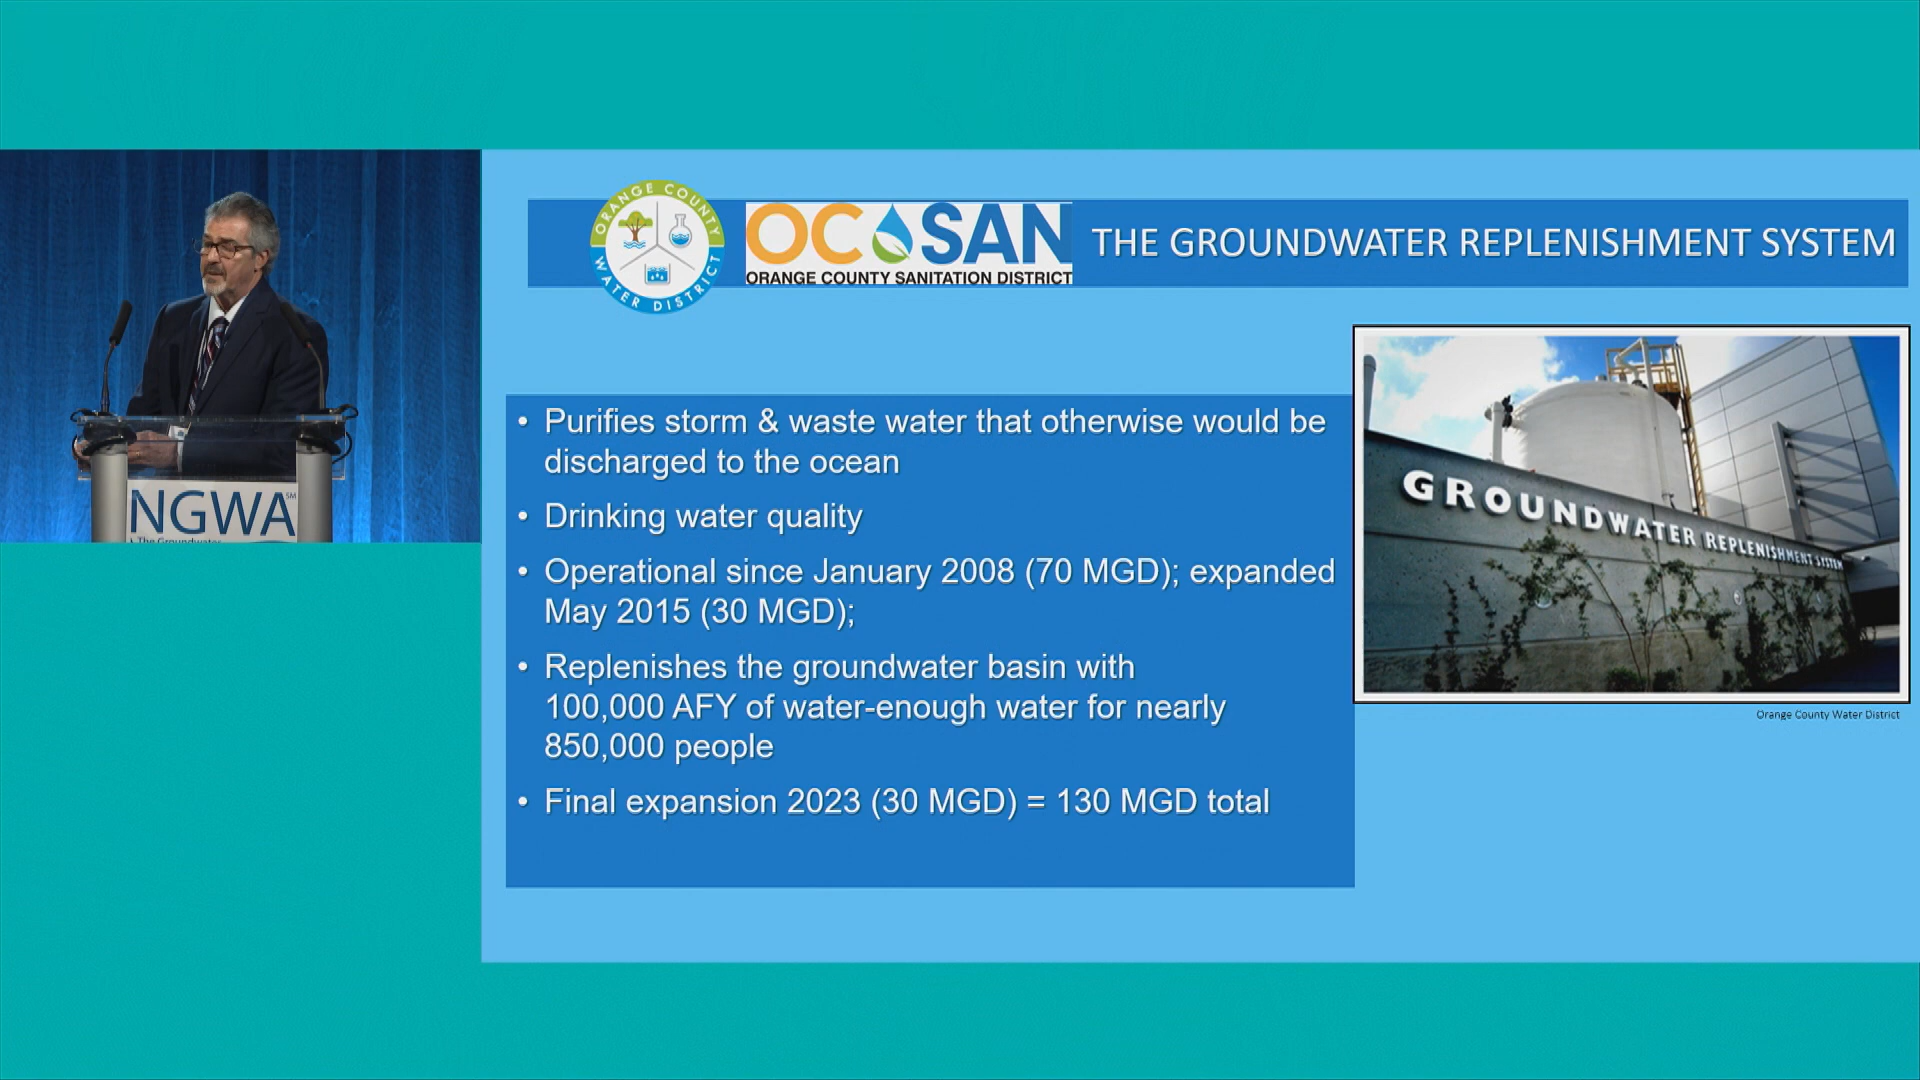 ORANGE COUNTY
WATER DISTRICT
OC SAN
ORANGE COUNTY SANITATION DISTRICT
THE GROUNDWATER REPLENISHMENT SYSTEM
• Purifies storm & waste water that otherwise would be
discharged to the ocean
• Drinking water quality
• Operational since January 2008 (70 MGD); expanded
May 2015 (30 MGD);
• Replenishes the groundwater basin with
100,000 AFY of water-enough water for nearly
850,000 people
• Final expansion 2023 (30 MGD) = 130 MGD total
GROUNDWATER REPLENISHMENT SYSTEM
Orange County Water District
NGWA SM
The Groundwater